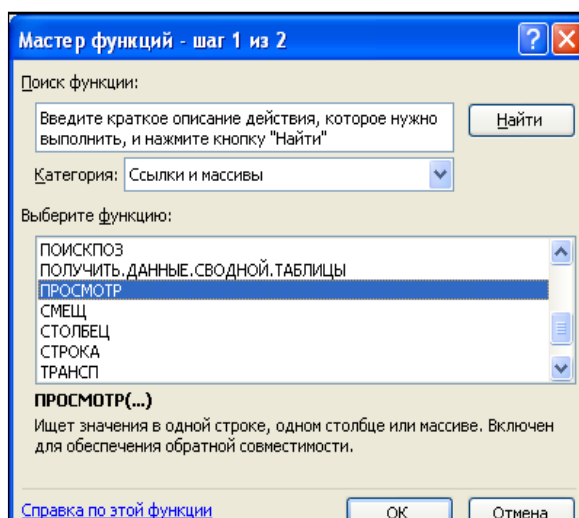 Мастер функций - шаг 1 из 2
Поиск функции:
Введите краткое описание действия, которое нужно
выполнить, и нажмите кнопку "Найти"
Найти
Категория: Ссылки и массивы
Выберите функцию:
ПОИСКПОЗ
ПОЛУЧИТЬ.ДАННЫЕ.СВОДНОЙ.ТАБЛИЦЫ
ПРОСМОТР
СМЕЩ
СТОЛБЕЦ
СТРОКА
ТРАНСП
ПРОСМОТР(...)
Ищет значения в одной строке, одном столбце или массиве. Включен
для обеспечения обратной совместимости.
Справка по этой функции
ОК
Отмена